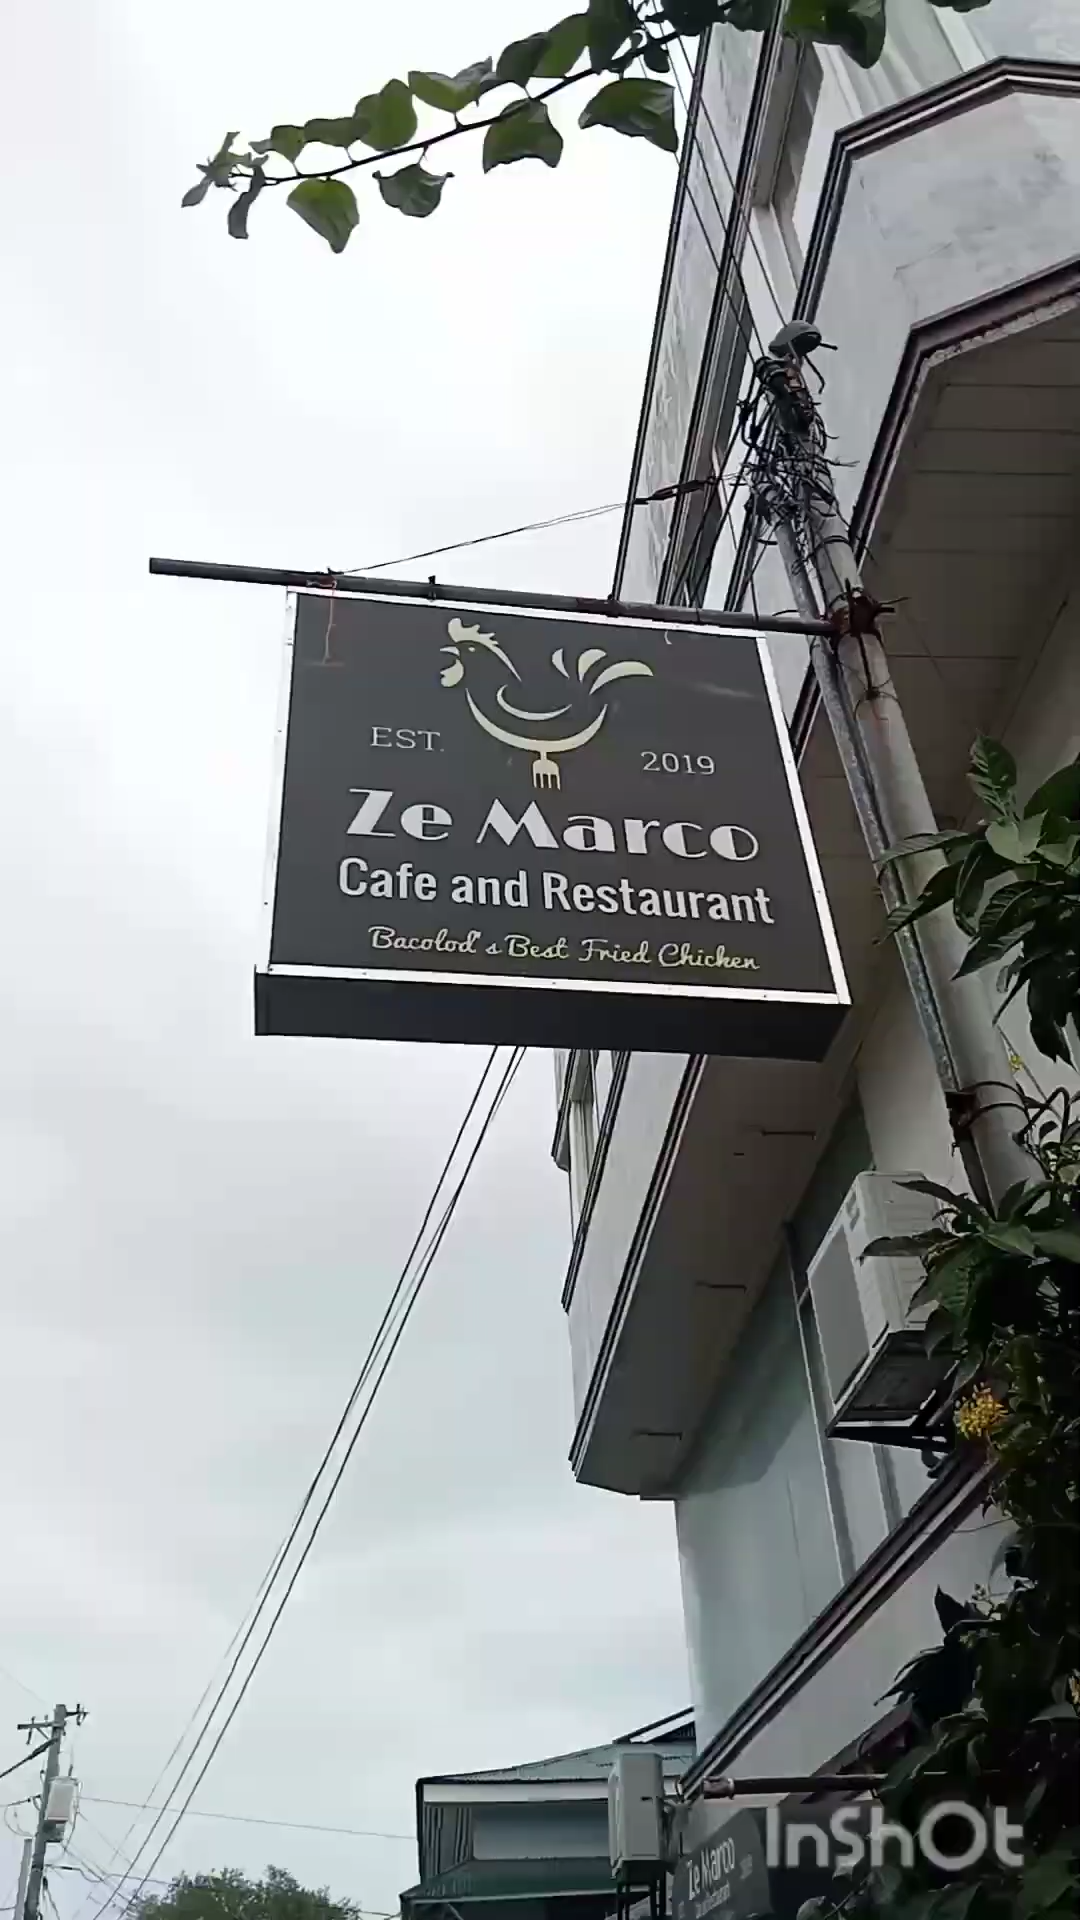 EST. 2019
Ze Marco
Cafe and Restaurant
Bacolod's Best Fried Chicken
Ze Marco
InShOt